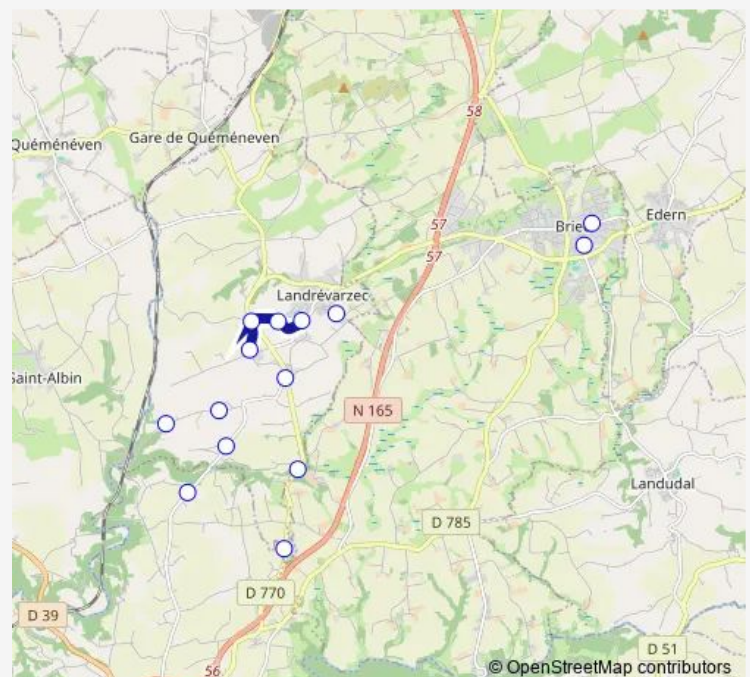 58
Quéménéven
Gare de Quéménéven
57
Edern
57
Landrévarzec
Saint-Albin
N 165
Landudal
D 785
D 770
D 39
56
D 51
© OpenStreetMap contributors